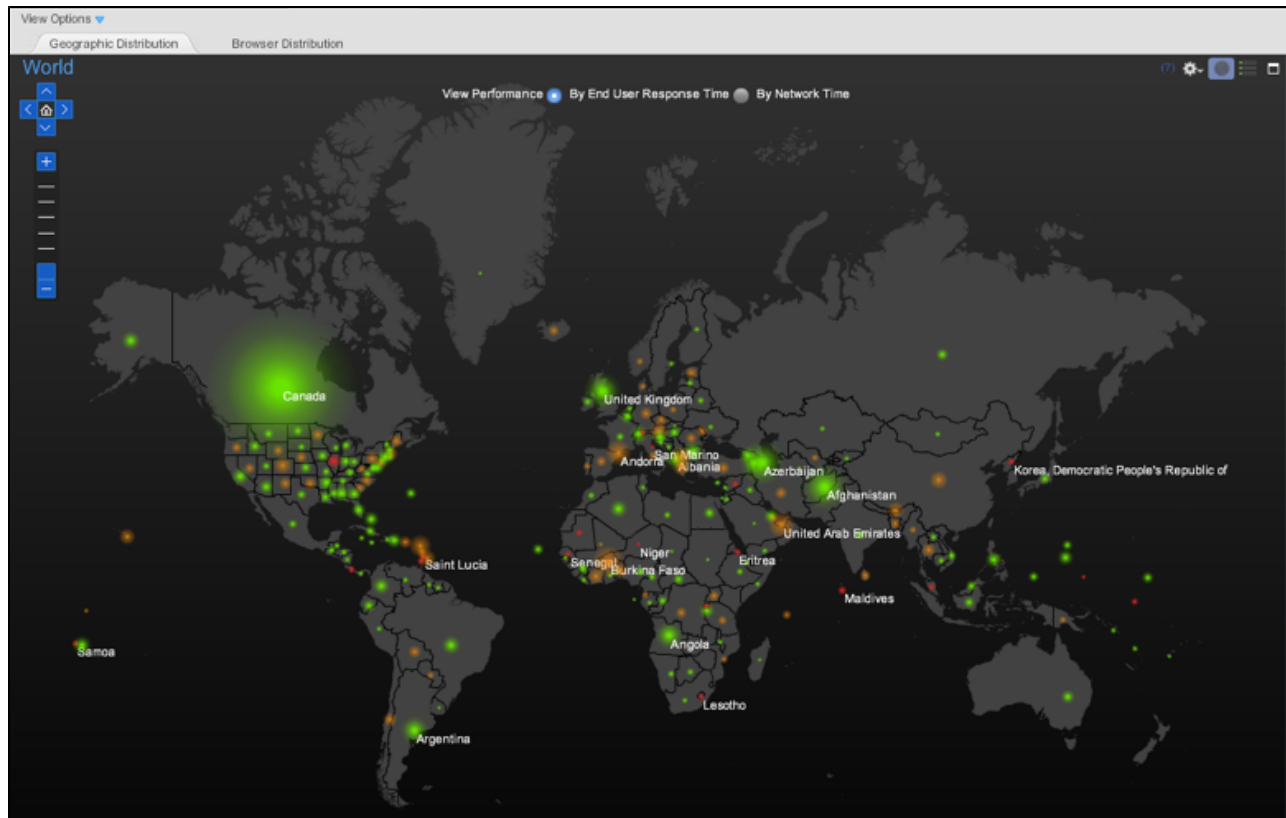 View Options
Geographic Distribution Browser Distribution
World
(?)
View Performance By End User Response Time By Network Time
Canada
United Kingdom
San Marino
Andorra
Albania
Azerbaijan
Korea, Democratic People's Republic of
Afghanistan
United Arab Emirates
Niger
Senegal
Eritrea
Saint Lucia
Burkina Faso
Maldives
Angola
Samoa
Lesotho
Argentina